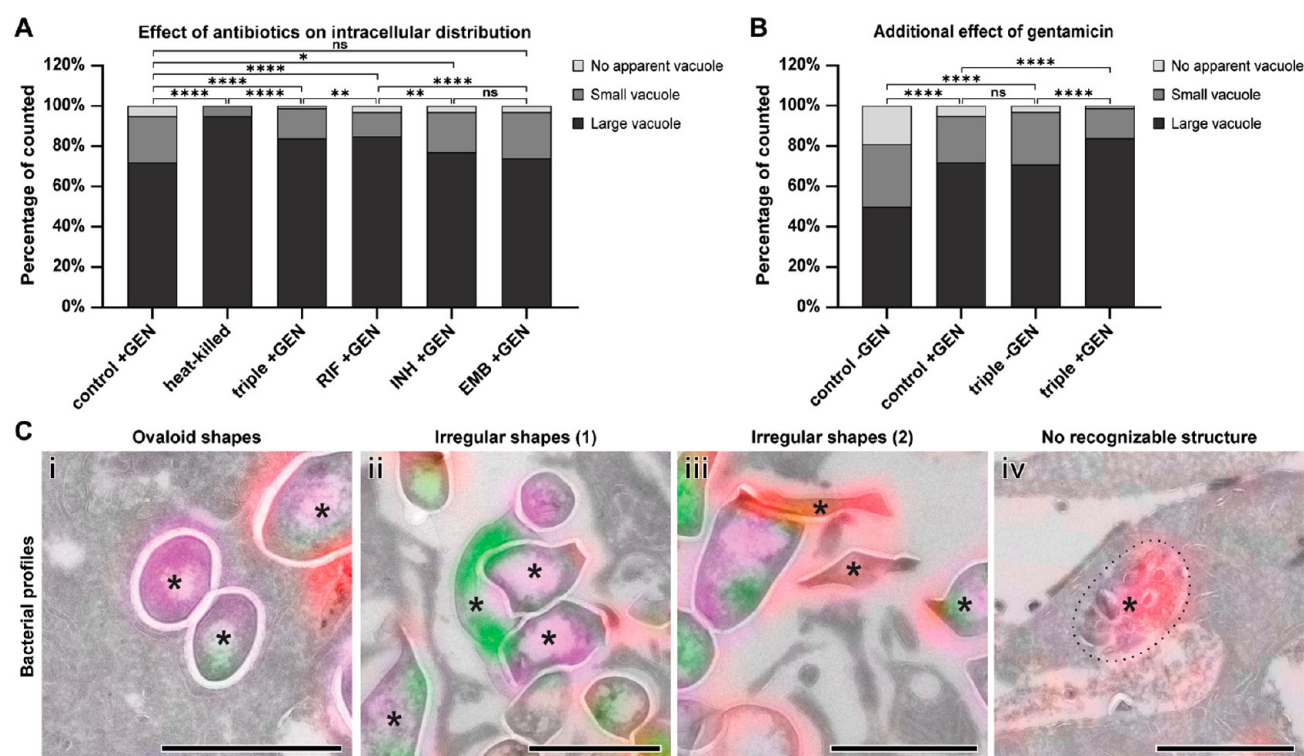 A
Effect of antibiotics on intracellular distribution
ns
*
****
****
****
****
****
**
**
ns
No apparent vacuole
Small vacuole
Large vacuole
Percentage of counted
120%
100%
80%
60%
40%
20%
0%
control +GEN
heat-killed
triple +GEN
RIF +GEN
INH +GEN
EMB +GEN
B
Additional effect of gentamicin
****
****
****
ns
****
No apparent vacuole
Small vacuole
Large vacuole
Percentage of counted
120%
100%
80%
60%
40%
20%
0%
control -GEN
control +GEN
triple -GEN
triple +GEN
C
Ovaloid shapes
Irregular shapes (1)
Irregular shapes (2)
No recognizable structure
Bacterial profiles
i
*
*
*
ii
*
*
*
*
iii
*
*
*
iv
*